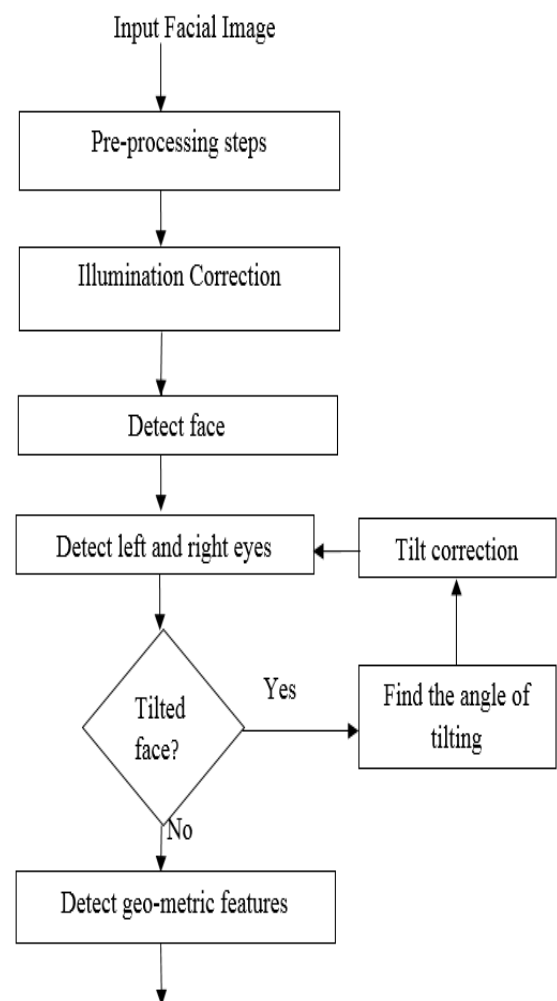 Input Facial Image
Pre-processing steps
Illumination Correction
Detect face
Detect left and right eyes
Tilt correction
Tilted
face?
Yes
Find the angle of
tilting
No
Detect geo-metric features